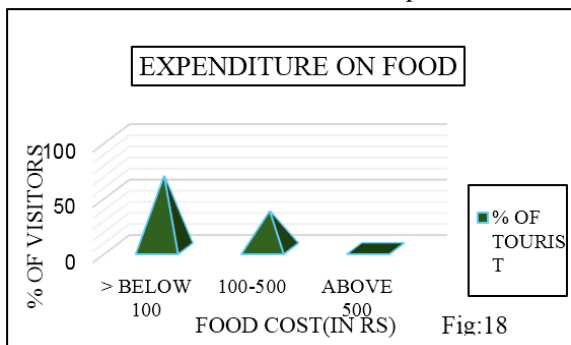 EXPENDITURE ON FOOD
% OF VISITORS
100
50
0
> BELOW
100
100-500
ABOVE
500
FOOD COST(IN RS)
% OF
TOURIS
T
Fig:18